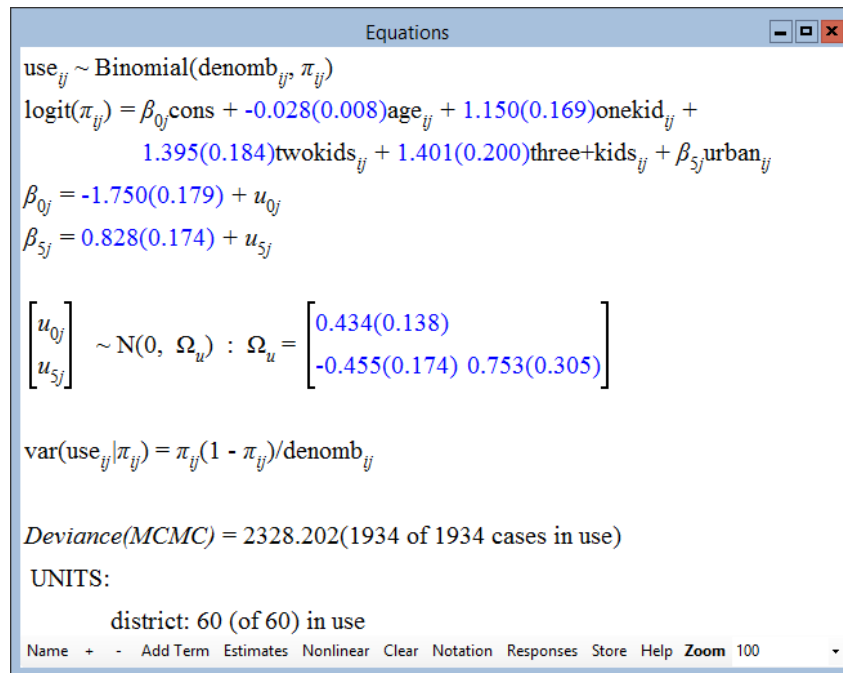 Equations
use_ij ~ Binomial(denomb_ij, π_ij)
logit(π_ij) = β_0j cons + -0.028(0.008)age_ij + 1.150(0.169)onekid_ij +
1.395(0.184)twokids_ij + 1.401(0.200)three+kids_ij + β_5j urban_ij
β_0j = -1.750(0.179) + u_0j
β_5j = 0.828(0.174) + u_5j
[u_0j
u_5j] ~ N(0, Ω_u) : Ω_u = [0.434(0.138)
-0.455(0.174) 0.753(0.305)]
var(use_ij|π_ij) = π_ij(1 - π_ij)/denomb_ij
Deviance(MCMC) = 2328.202(1934 of 1934 cases in use)
UNITS:
district: 60 (of 60) in use
Name + - Add Term Estimates Nonlinear Clear Notation Responses Store Help Zoom 100